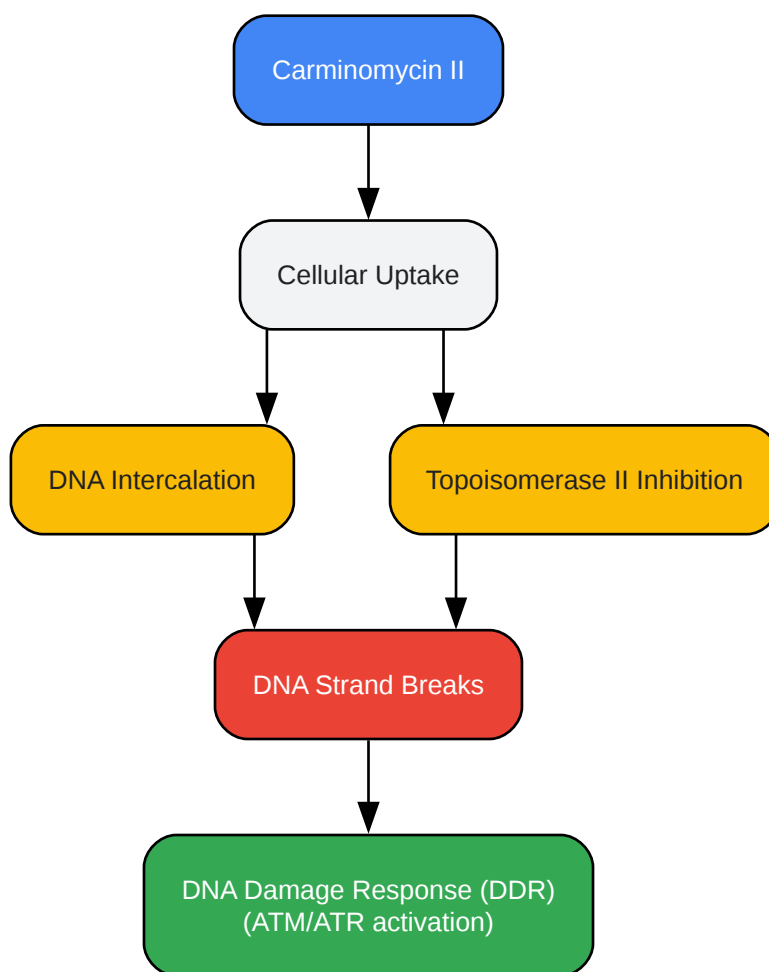 Carminomycin II
Cellular Uptake
DNA Intercalation
Topoisomerase II Inhibition
DNA Strand Breaks
DNA Damage Response (DDR)
(ATM/ATR activation)